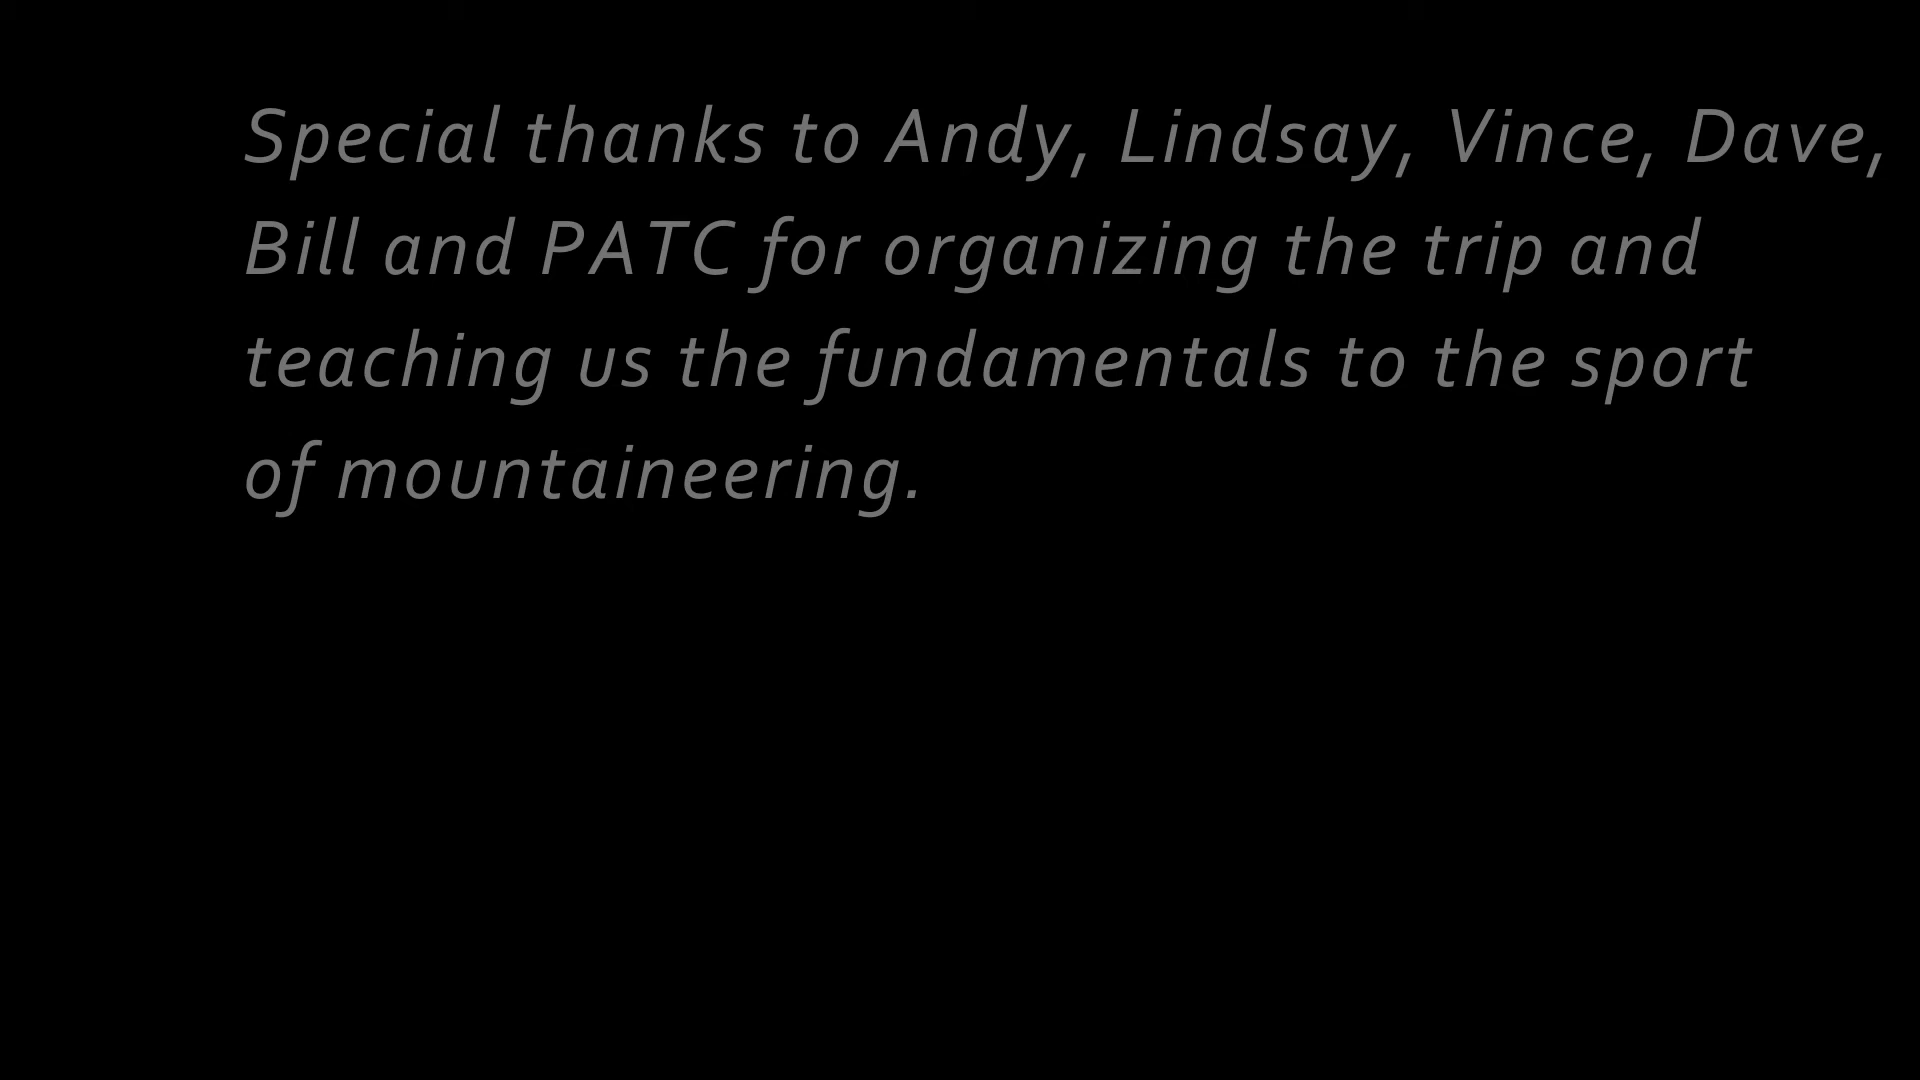 Special thanks to Andy, Lindsay, Vince, Dave,
Bill and PATC for organizing the trip and
teaching us the fundamentals to the sport
of mountaineering.